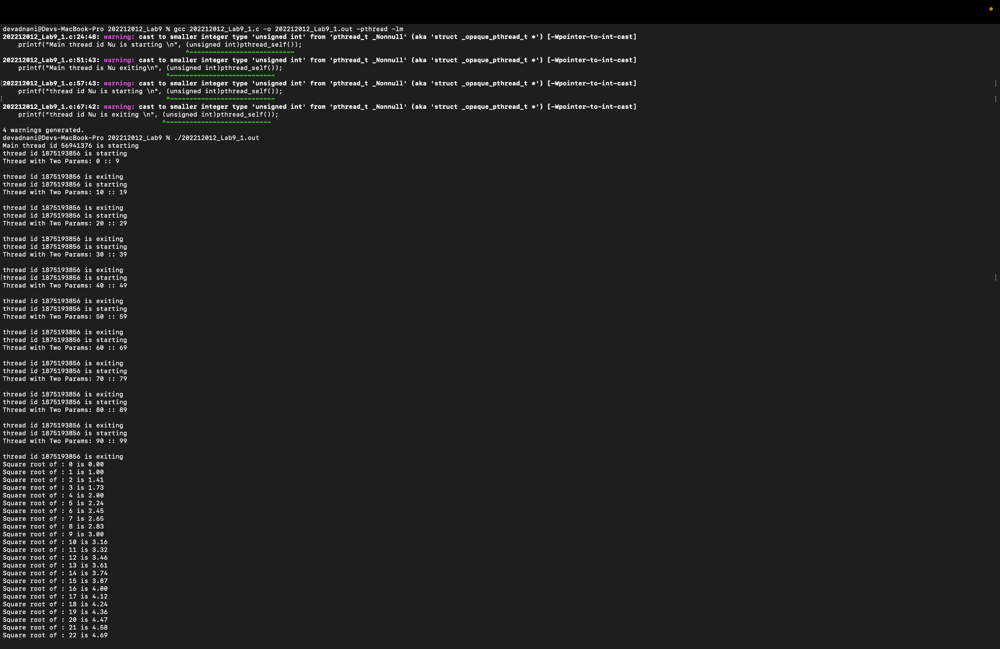 devadnani@Devs-MacBook-Pro 202212012_Lab9 % gcc 202212012_Lab9_1.c -o 202212012_Lab9_1.out -pthread -lm
202212012_Lab9_1.c:24:48: warning: cast to smaller integer type 'unsigned int' from 'pthread_t _Nonnull' (aka 'struct _opaque_pthread_t *') [-Wpointer-to-int-cast]
    printf("Main thread id %u is starting \n", (unsigned int)pthread_self());
                                               ^~~~~~~~~~~~~~~~~~~~~~~~~~~~
202212012_Lab9_1.c:51:43: warning: cast to smaller integer type 'unsigned int' from 'pthread_t _Nonnull' (aka 'struct _opaque_pthread_t *') [-Wpointer-to-int-cast]
    printf("Main thread is %u exiting\n", (unsigned int)pthread_self());
                                          ^~~~~~~~~~~~~~~~~~~~~~~~~~~~
[202212012_Lab9_1.c:57:43: warning: cast to smaller integer type 'unsigned int' from 'pthread_t _Nonnull' (aka 'struct _opaque_pthread_t *') [-Wpointer-to-int-cast] ]
    printf("thread id %u is starting \n", (unsigned int)pthread_self());
[                                         ^~~~~~~~~~~~~~~~~~~~~~~~~~~~ ]
202212012_Lab9_1.c:67:42: warning: cast to smaller integer type 'unsigned int' from 'pthread_t _Nonnull' (aka 'struct _opaque_pthread_t *') [-Wpointer-to-int-cast]
    printf("thread id %u is exiting \n", (unsigned int)pthread_self());
                                         ^~~~~~~~~~~~~~~~~~~~~~~~~~~~
4 warnings generated.
devadnani@Devs-MacBook-Pro 202212012_Lab9 % ./202212012_Lab9_1.out
Main thread id 56941376 is starting
thread id 1875193856 is starting
Thread with Two Params: 0 :: 9

thread id 1875193856 is exiting
thread id 1875193856 is starting
Thread with Two Params: 10 :: 19

thread id 1875193856 is exiting
thread id 1875193856 is starting
Thread with Two Params: 20 :: 29

thread id 1875193856 is exiting
thread id 1875193856 is starting
Thread with Two Params: 30 :: 39

thread id 1875193856 is exiting
[thread id 1875193856 is starting ]
Thread with Two Params: 40 :: 49

thread id 1875193856 is exiting
thread id 1875193856 is starting
Thread with Two Params: 50 :: 59

thread id 1875193856 is exiting
thread id 1875193856 is starting
Thread with Two Params: 60 :: 69

thread id 1875193856 is exiting
thread id 1875193856 is starting
Thread with Two Params: 70 :: 79

thread id 1875193856 is exiting
thread id 1875193856 is starting
Thread with Two Params: 80 :: 89

thread id 1875193856 is exiting
thread id 1875193856 is starting
Thread with Two Params: 90 :: 99

thread id 1875193856 is exiting
Square root of : 0 is 0.00
Square root of : 1 is 1.00
Square root of : 2 is 1.41
Square root of : 3 is 1.73
Square root of : 4 is 2.00
Square root of : 5 is 2.24
Square root of : 6 is 2.45
Square root of : 7 is 2.65
Square root of : 8 is 2.83
Square root of : 9 is 3.00
Square root of : 10 is 3.16
Square root of : 11 is 3.32
Square root of : 12 is 3.46
Square root of : 13 is 3.61
Square root of : 14 is 3.74
Square root of : 15 is 3.87
Square root of : 16 is 4.00
Square root of : 17 is 4.12
Square root of : 18 is 4.24
Square root of : 19 is 4.36
Square root of : 20 is 4.47
Square root of : 21 is 4.58
Square root of : 22 is 4.69